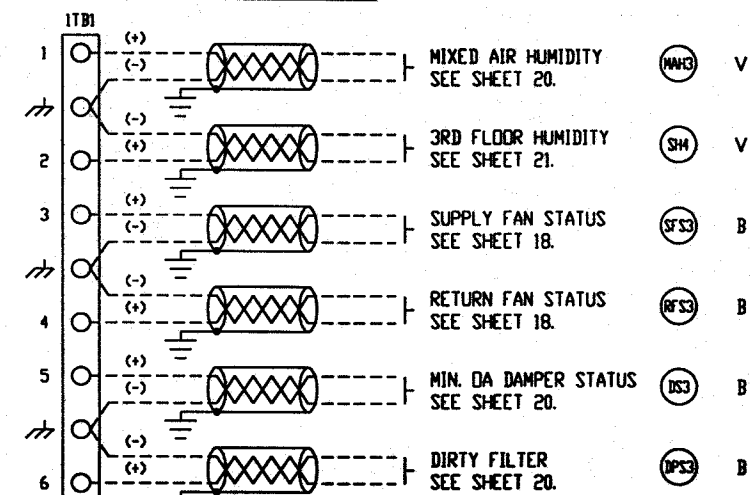 1TB1
1 (+) MIXED AIR HUMIDITY MAH3 V
(-) SEE SHEET 20.
(-) 3RD FLOOR HUMIDITY SH4 V
2 (+) SEE SHEET 21.
3 (+) SUPPLY FAN STATUS SFS3 B
(-) SEE SHEET 18.
(-) RETURN FAN STATUS RFS3 B
4 (+) SEE SHEET 18.
5 (+) MIN. OA DAMPER STATUS DS3 B
(-) SEE SHEET 20.
(-) DIRTY FILTER DPS3 B
6 (+) SEE SHEET 20.